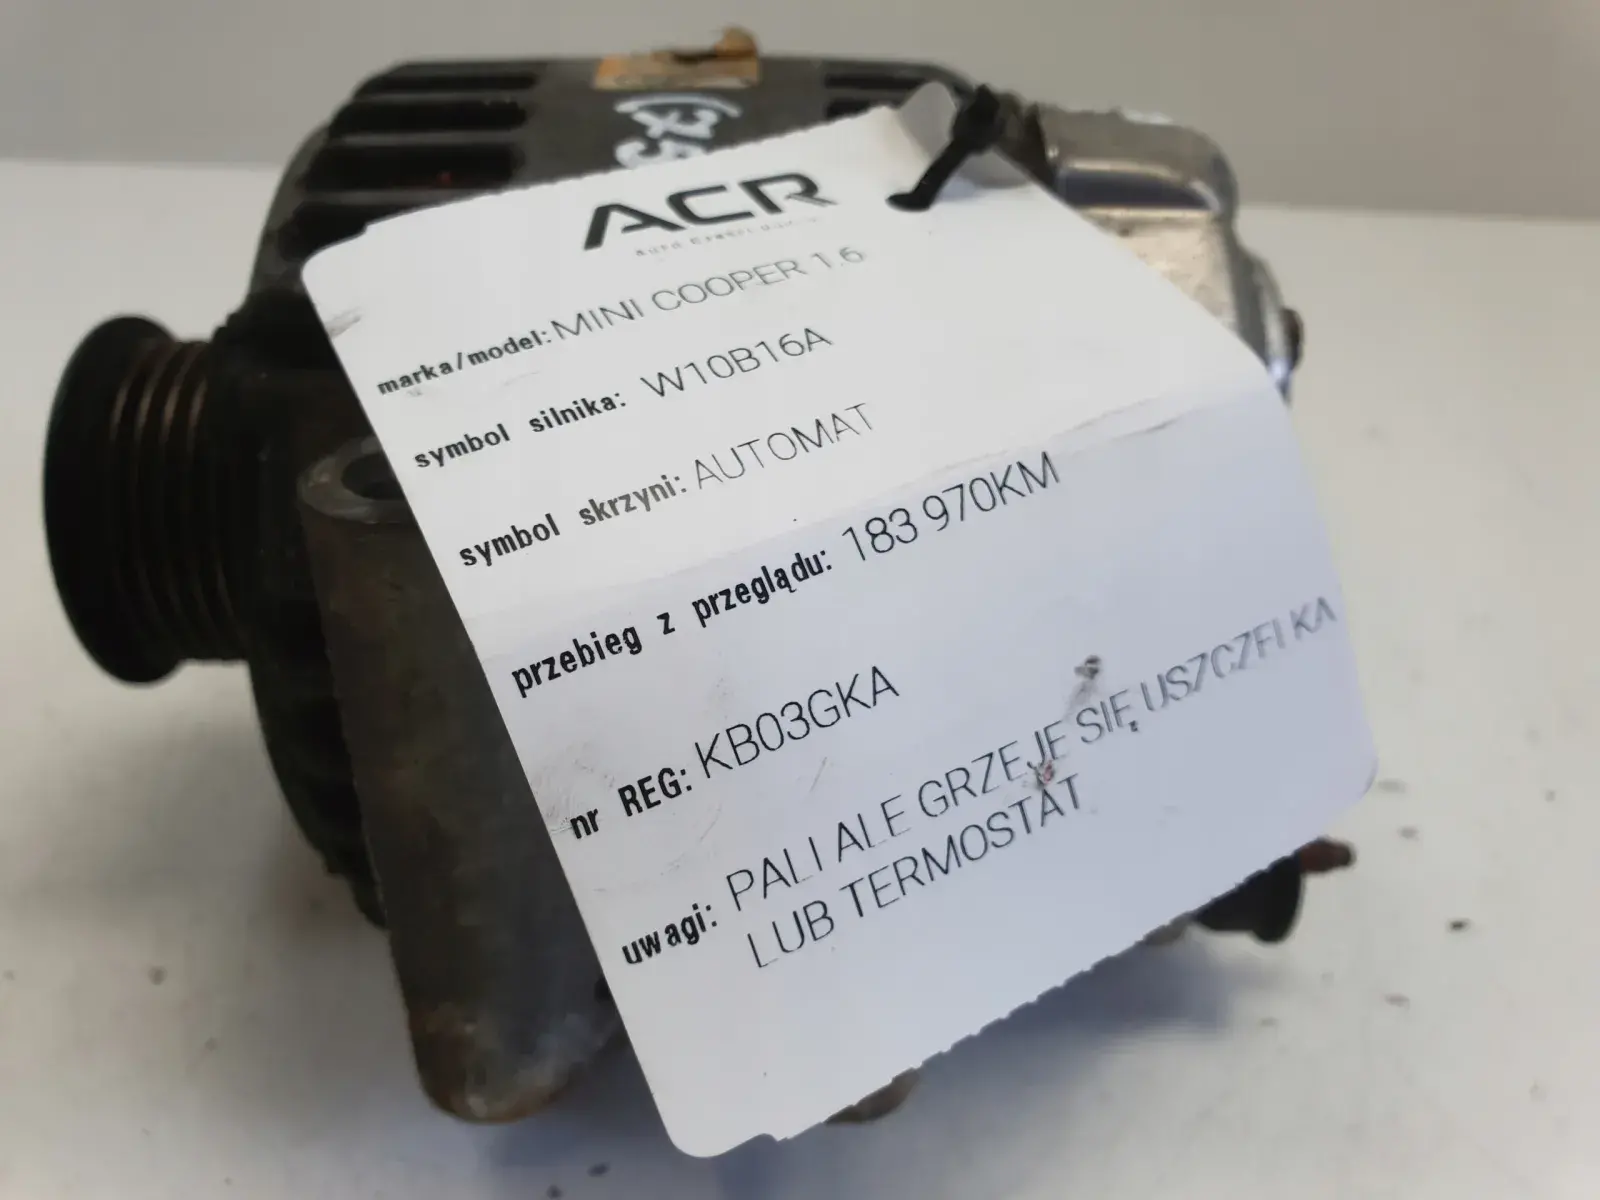 ACR
marka/model: MINI COOPER 1.6
symbol silnika: W10B16A
symbol skrzyni: AUTOMAT
przebieg z przeglądu: 183 970KM
nr REG: KB03GKA
uwagi: PALI ALE GRZEJE SIĘ USZCZELKA
LUB TERMOSTAT